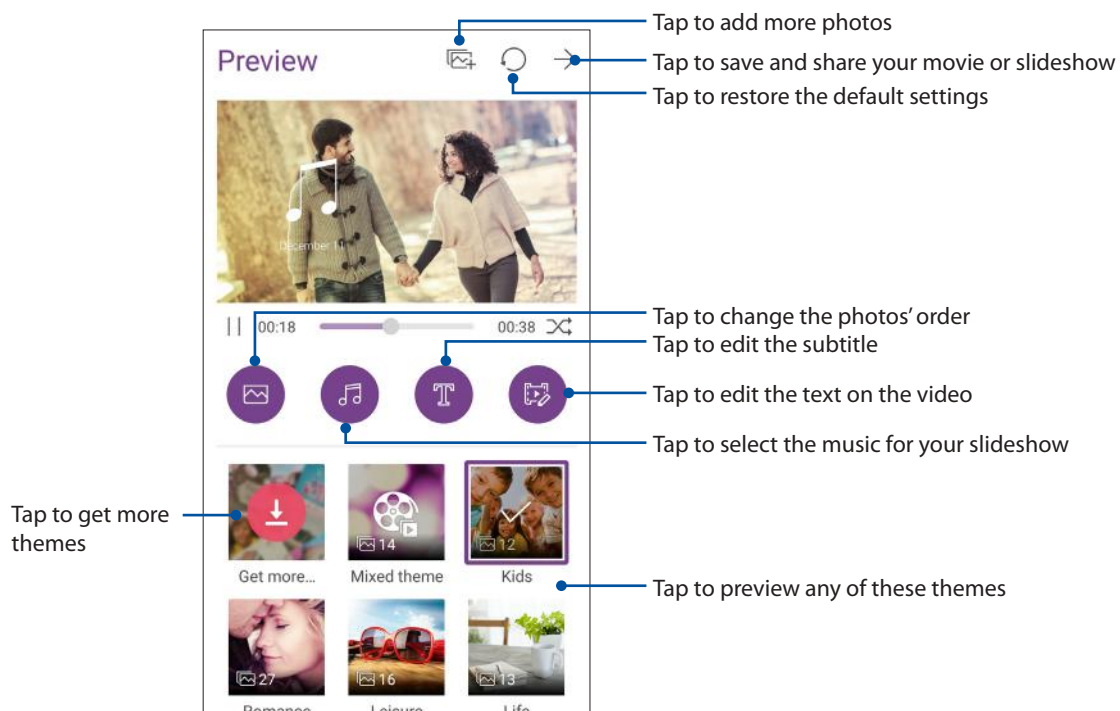 Tap to add more photos
Preview
Tap to save and share your movie or slideshow
Tap to restore the default settings
December 11
00:18
00:38
Tap to change the photos’ order
Tap to edit the subtitle
T
Tap to edit the text on the video
Tap to select the music for your slideshow
Tap to get more
themes
14
12
Get more...
Mixed theme
Kids
Tap to preview any of these themes
27
16
13
Romance
Leisure
Life